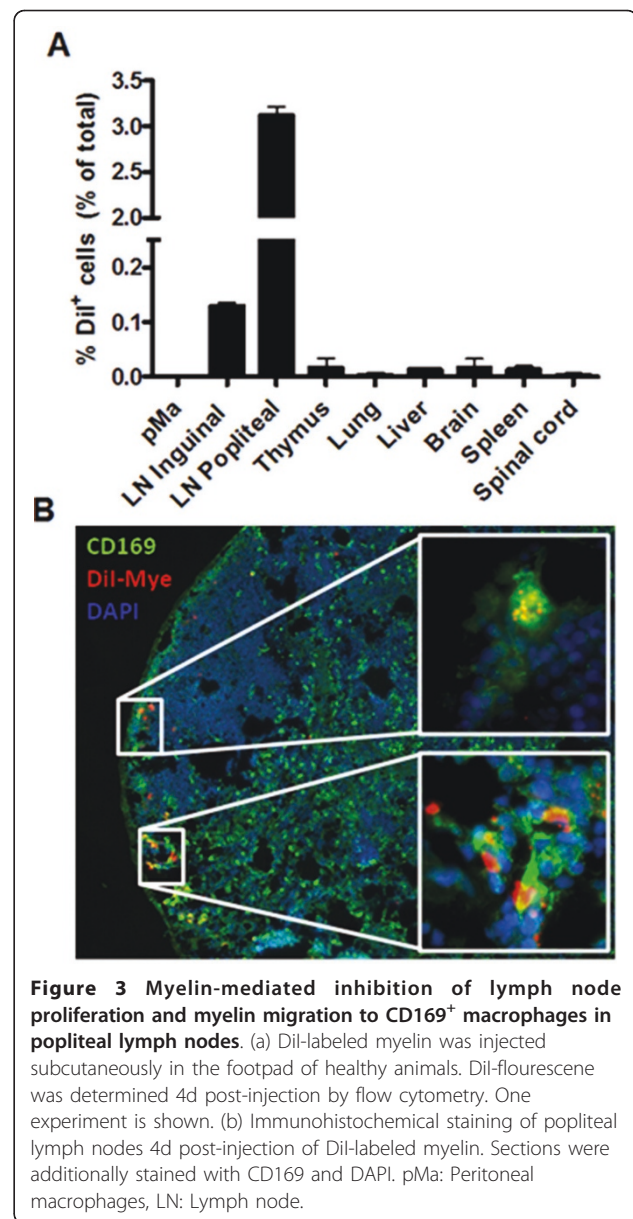 A
3.5
3.0
2.5
2.0
0.2
0.1
0.0
% DiI+ cells (% of total)
pMa
LN Inguinal
LN Popliteal
Thymus
Lung
Liver
Brain
Spleen
Spinal cord
B
CD169
DiI-Mye
DAPI
Figure 3 Myelin-mediated inhibition of lymph node
proliferation and myelin migration to CD169+ macrophages in
popliteal lymph nodes. (a) DiI-labeled myelin was injected
subcutaneously in the footpad of healthy animals. DiI-flourescene
was determined 4d post-injection by flow cytometry. One
experiment is shown. (b) Immunohistochemical staining of popliteal
lymph nodes 4d post-injection of DiI-labeled myelin. Sections were
additionally stained with CD169 and DAPI. pMa: Peritoneal
macrophages, LN: Lymph node.